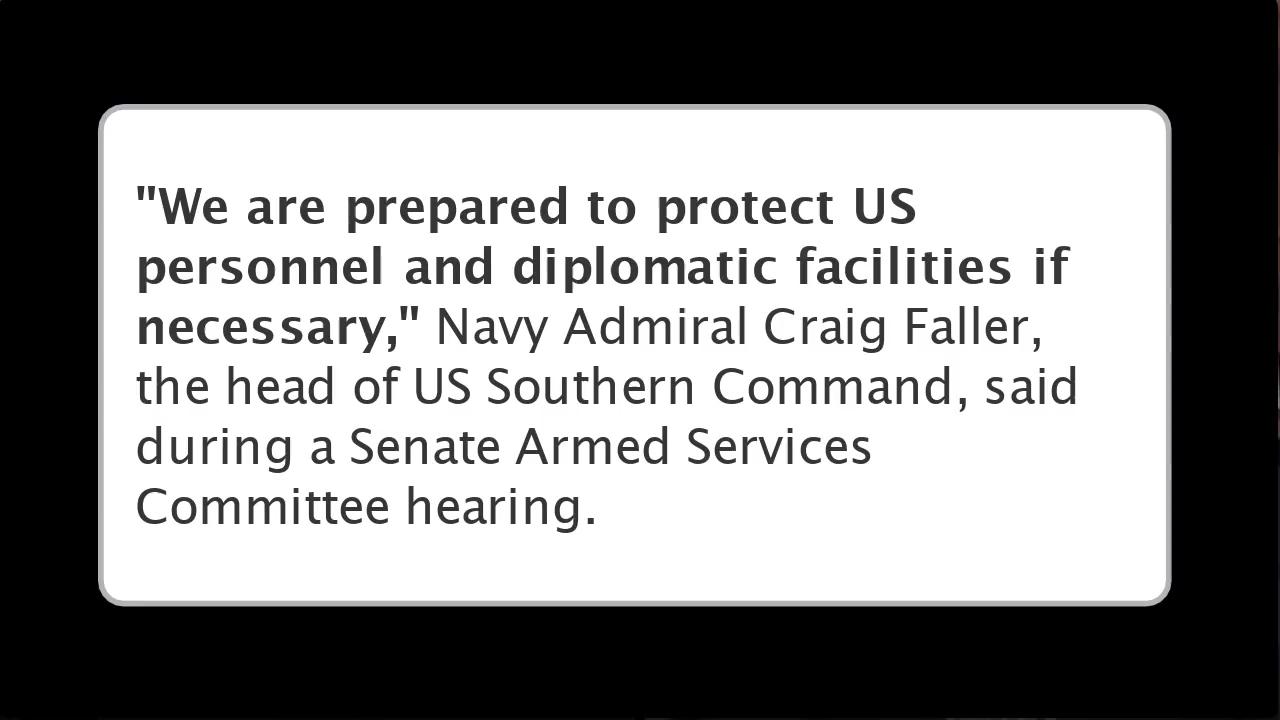 "We are prepared to protect US
personnel and diplomatic facilities if
necessary," Navy Admiral Craig Faller,
the head of US Southern Command, said
during a Senate Armed Services
Committee hearing.